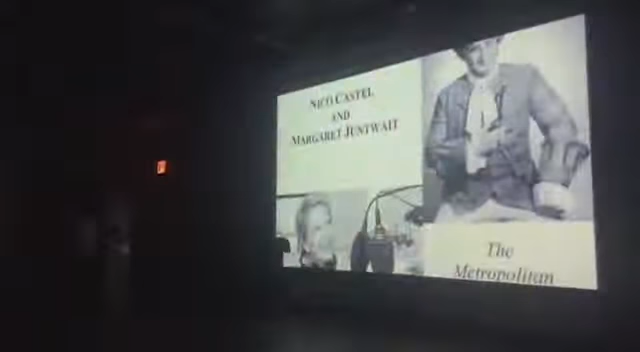 NICO CASTEL
AND
MARGARET JUNTWAIT
The
Metropolitan